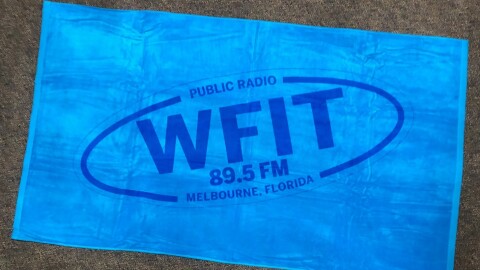 PUBLIC RADIO
WFIT
89.5 FM
MELBOURNE, FLORIDA